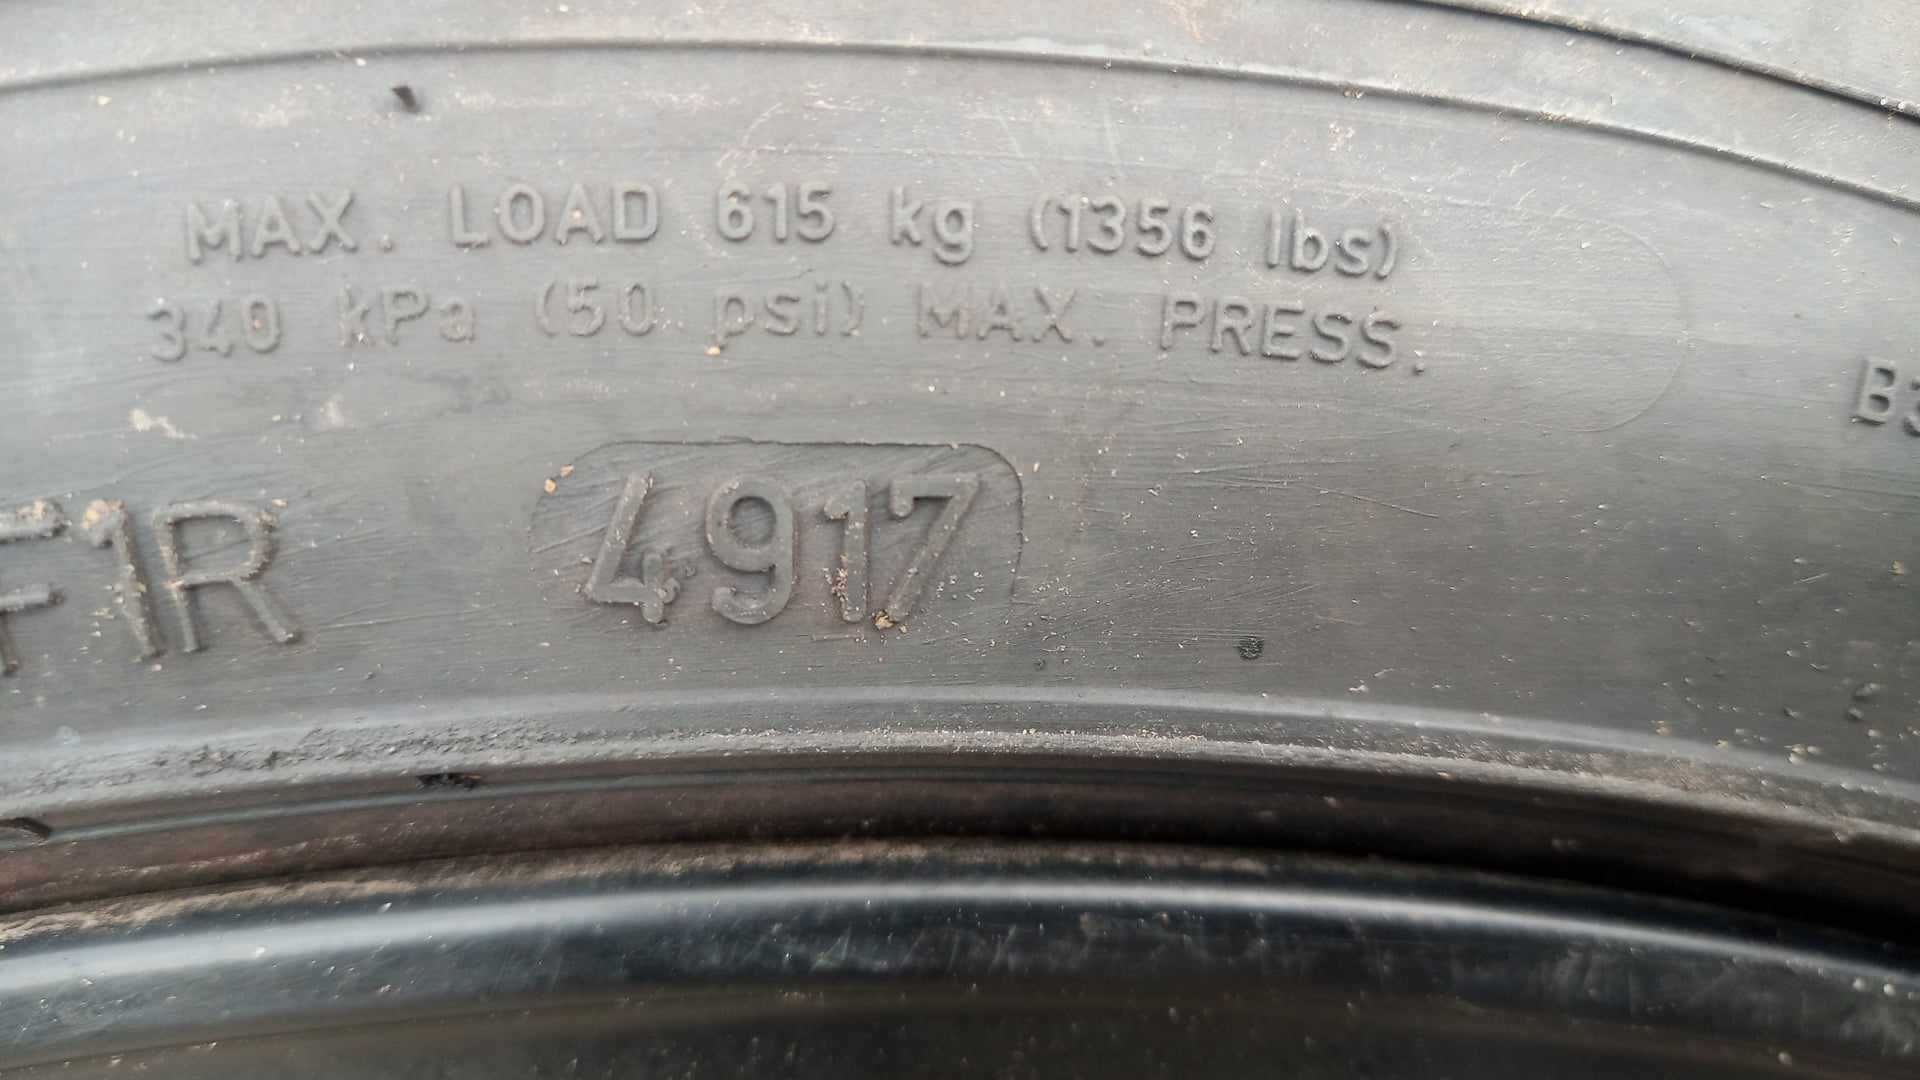 MAX. LOAD 615 kg (1356 lbs)
340 kPa (50 psi) MAX. PRESS.
F1R 4917